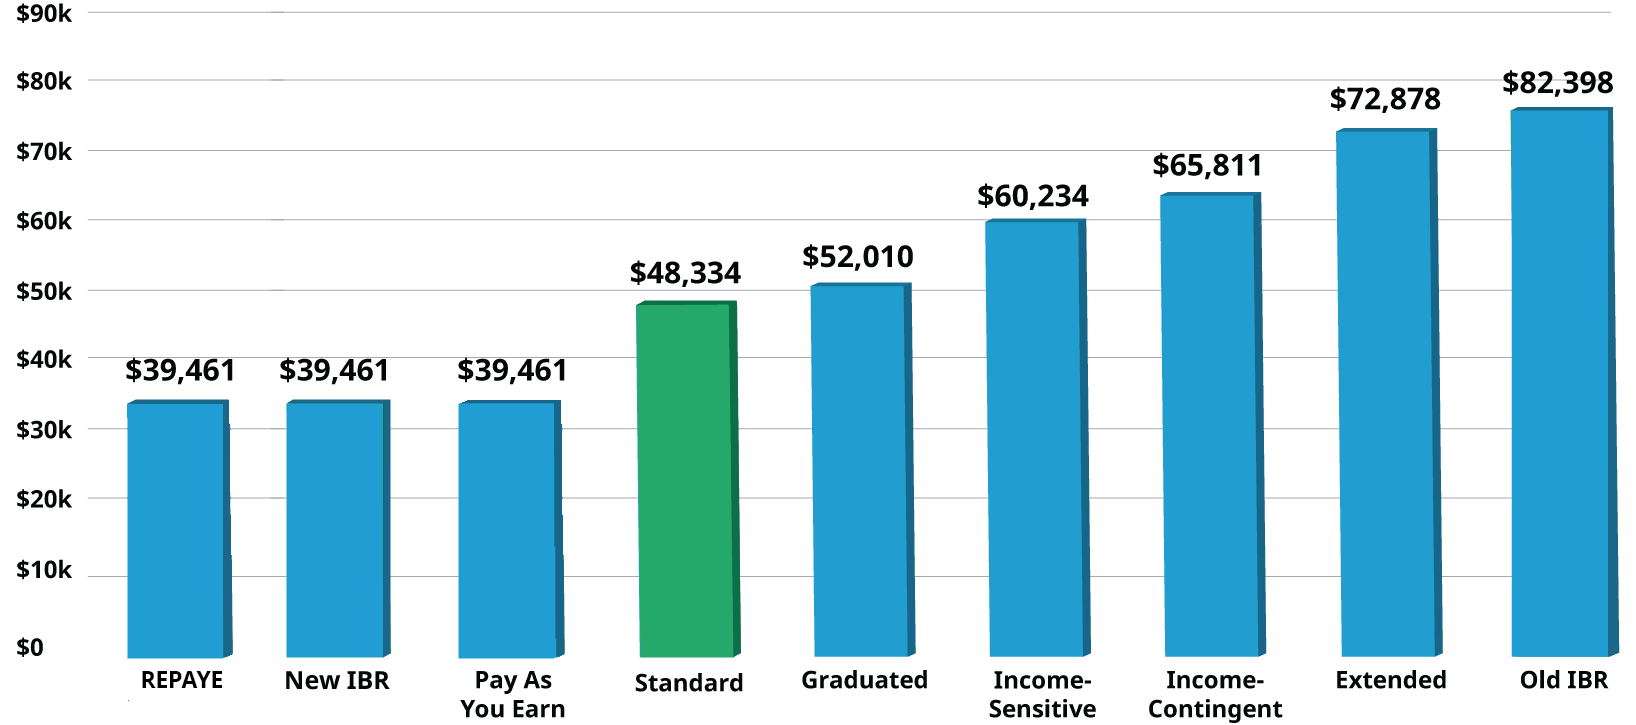 $90k
$80k
$70k
$60k
$50k
$40k
$30k
$20k
$10k
$0
$39,461
$39,461
$39,461
$48,334
$52,010
$60,234
$65,811
$72,878
$82,398
REPAYE
New IBR
Pay As
You Earn
Standard
Graduated
Income-
Sensitive
Income-
Contingent
Extended
Old IBR